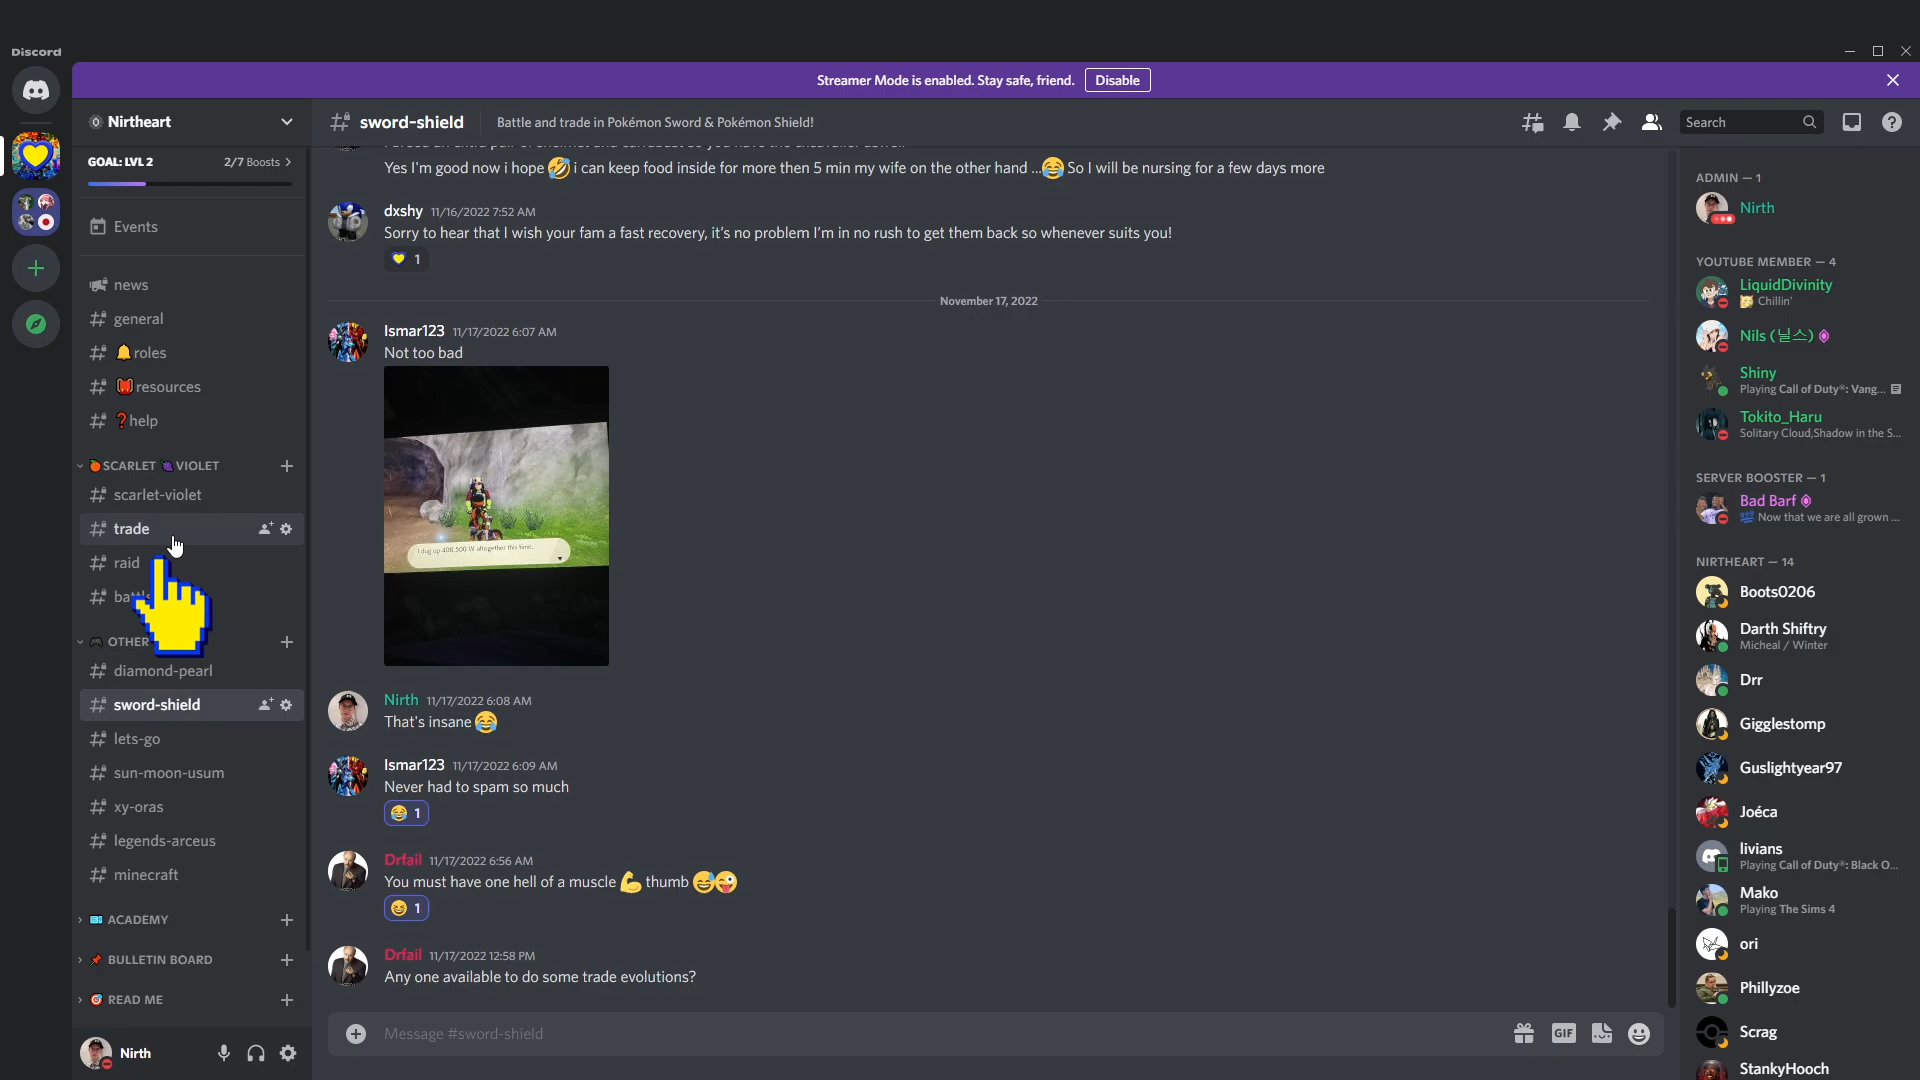 Discord
Streamer Mode is enabled. Stay safe, friend.
Disable
Nirtheart
GOAL: LVL 2
2/7 Boosts
Events
news
general
🔔roles
resources
❓help
🍊SCARLET 🍇VIOLET
scarlet-violet
trade
raid
🎮 OTHER
diamond-pearl
sword-shield
lets-go
sun-moon-usum
xy-oras
legends-arceus
minecraft
ACADEMY
📌 BULLETIN BOARD
🎯 READ ME
Nirth
sword-shield
Battle and trade in Pokémon Sword & Pokémon Shield!
Search
Yes I'm good now i hope 🤣 i can keep food inside for more then 5 min my wife on the other hand ...😂 So I will be nursing for a few days more
dxshy 11/16/2022 7:52 AM
Sorry to hear that I wish your fam a fast recovery, it's no problem I'm in no rush to get them back so whenever suits you!
1
November 17, 2022
Ismar123 11/17/2022 6:07 AM
Not too bad
I dug up 408,500 W altogether this time.
Nirth 11/17/2022 6:08 AM
That's insane 😂
Ismar123 11/17/2022 6:09 AM
Never had to spam so much
😂 1
Drfail 11/17/2022 6:56 AM
You must have one hell of a muscle 💪 thumb 😅😜
😆 1
Drfail 11/17/2022 12:58 PM
Any one available to do some trade evolutions?
Message #sword-shield
GIF
ADMIN — 1
Nirth
YOUTUBE MEMBER — 4
LiquidDivinity
Chillin'
Nils (닐스)
Shiny
Playing Call of Duty®: Vang...
Tokito_Haru
Solitary Cloud,Shadow in the S...
SERVER BOOSTER — 1
Bad Barf
💤 Now that we are all grown ...
NIRTHEART — 14
Boots0206
Darth Shiftry
Micheal / Winter
Drr
Gigglestomp
Guslightyear97
Joéca
livians
Playing Call of Duty®: Black O...
Mako
Playing The Sims 4
ori
Phillyzoe
Scrag
StankyHooch